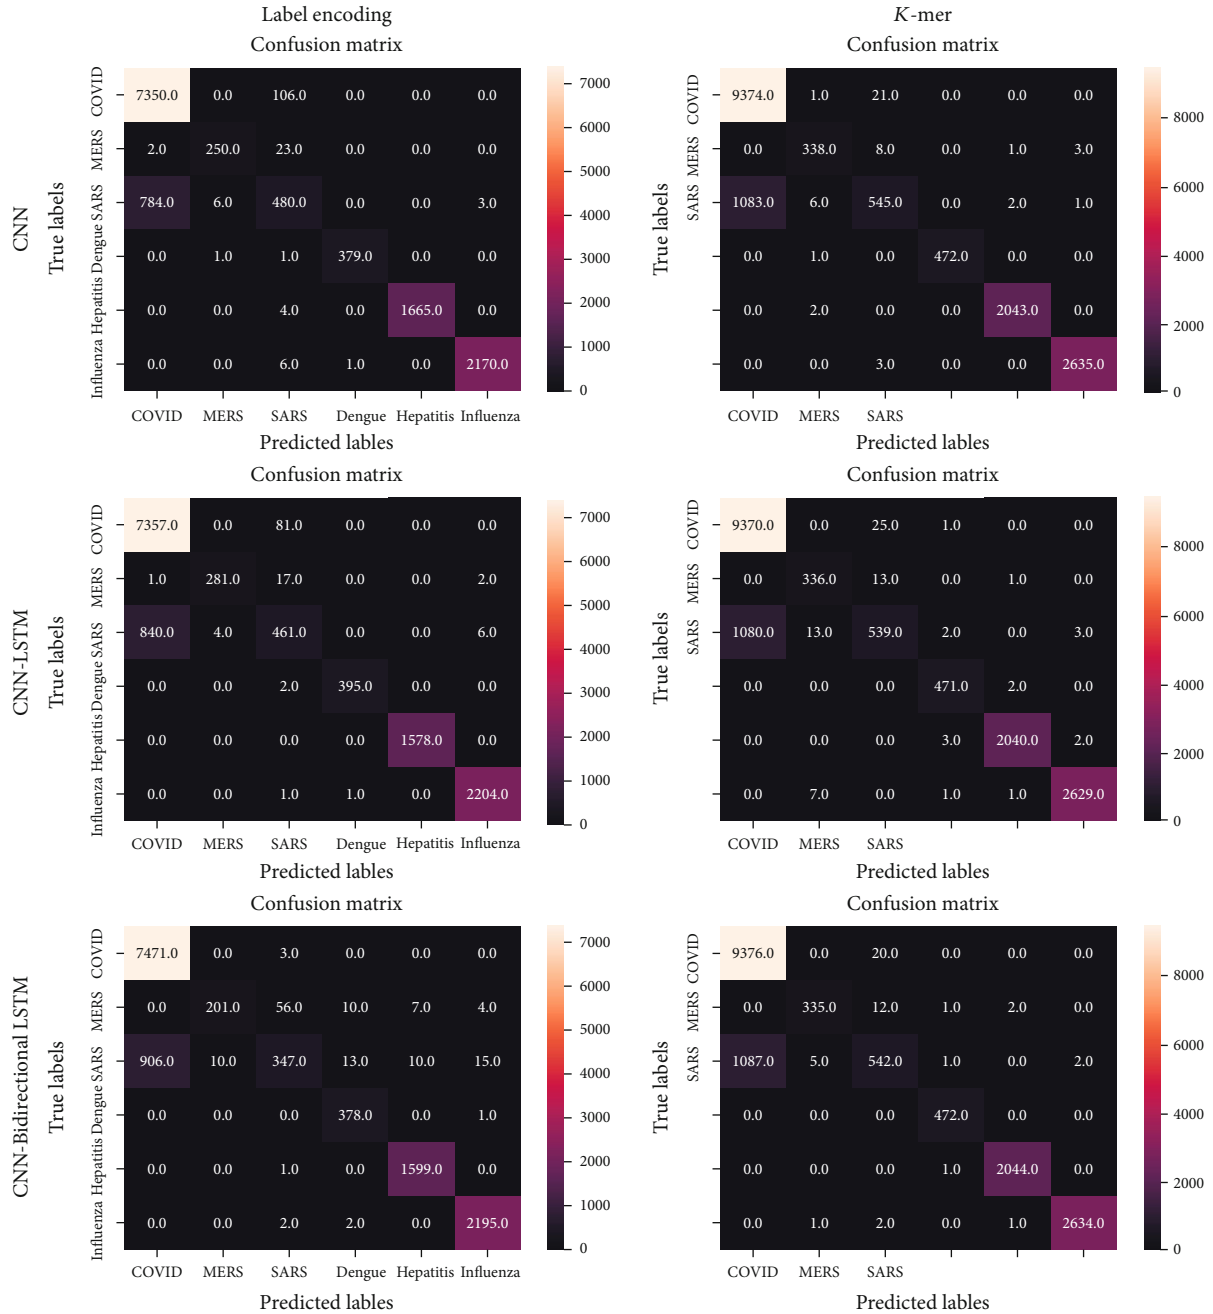 Label encoding
Confusion matrix
CNN
True labels
COVID
MERS
SARS
Dengue
Hepatitis
Influenza
7350.0 0.0 106.0 0.0 0.0 0.0
2.0 250.0 23.0 0.0 0.0 0.0
784.0 6.0 480.0 0.0 0.0 3.0
0.0 1.0 1.0 379.0 0.0 0.0
0.0 0.0 4.0 0.0 1665.0 0.0
0.0 0.0 6.0 1.0 0.0 2170.0
COVID MERS SARS Dengue Hepatitis Influenza
Predicted lables
7000
6000
5000
4000
3000
2000
1000
0
K-mer
Confusion matrix
True labels
COVID
MERS
SARS
9374.0 1.0 21.0 0.0 0.0 0.0
0.0 338.0 8.0 0.0 1.0 3.0
1083.0 6.0 545.0 0.0 2.0 1.0
0.0 1.0 0.0 472.0 0.0 0.0
0.0 2.0 0.0 0.0 2043.0 0.0
0.0 0.0 3.0 0.0 0.0 2635.0
COVID MERS SARS
Predicted lables
8000
6000
4000
2000
0
Confusion matrix
CNN-LSTM
True labels
COVID
MERS
SARS
Dengue
Hepatitis
Influenza
7357.0 0.0 81.0 0.0 0.0 0.0
1.0 281.0 17.0 0.0 0.0 2.0
840.0 4.0 461.0 0.0 0.0 6.0
0.0 0.0 2.0 395.0 0.0 0.0
0.0 0.0 0.0 0.0 1578.0 0.0
0.0 0.0 1.0 1.0 0.0 2204.0
COVID MERS SARS Dengue Hepatitis Influenza
Predicted lables
7000
6000
5000
4000
3000
2000
1000
0
Confusion matrix
True labels
COVID
MERS
SARS
9370.0 0.0 25.0 1.0 0.0 0.0
0.0 336.0 13.0 0.0 1.0 0.0
1080.0 13.0 539.0 2.0 0.0 3.0
0.0 0.0 0.0 471.0 2.0 0.0
0.0 0.0 0.0 3.0 2040.0 2.0
0.0 7.0 0.0 1.0 1.0 2629.0
COVID MERS SARS
Predicted lables
8000
6000
4000
2000
0
Confusion matrix
CNN-Bidirectional LSTM
True labels
COVID
MERS
SARS
Dengue
Hepatitis
Influenza
7471.0 0.0 3.0 0.0 0.0 0.0
0.0 201.0 56.0 10.0 7.0 4.0
906.0 10.0 347.0 13.0 10.0 15.0
0.0 0.0 0.0 378.0 0.0 1.0
0.0 0.0 1.0 0.0 1599.0 0.0
0.0 0.0 2.0 2.0 0.0 2195.0
COVID MERS SARS Dengue Hepatitis Influenza
Predicted lables
7000
6000
5000
4000
3000
2000
1000
0
Confusion matrix
True labels
COVID
MERS
SARS
9376.0 0.0 20.0 0.0 0.0 0.0
0.0 335.0 12.0 1.0 2.0 0.0
1087.0 5.0 542.0 1.0 0.0 2.0
0.0 0.0 0.0 472.0 0.0 0.0
0.0 0.0 0.0 1.0 2044.0 0.0
0.0 1.0 2.0 0.0 1.0 2634.0
COVID MERS SARS
Predicted lables
8000
6000
4000
2000
0